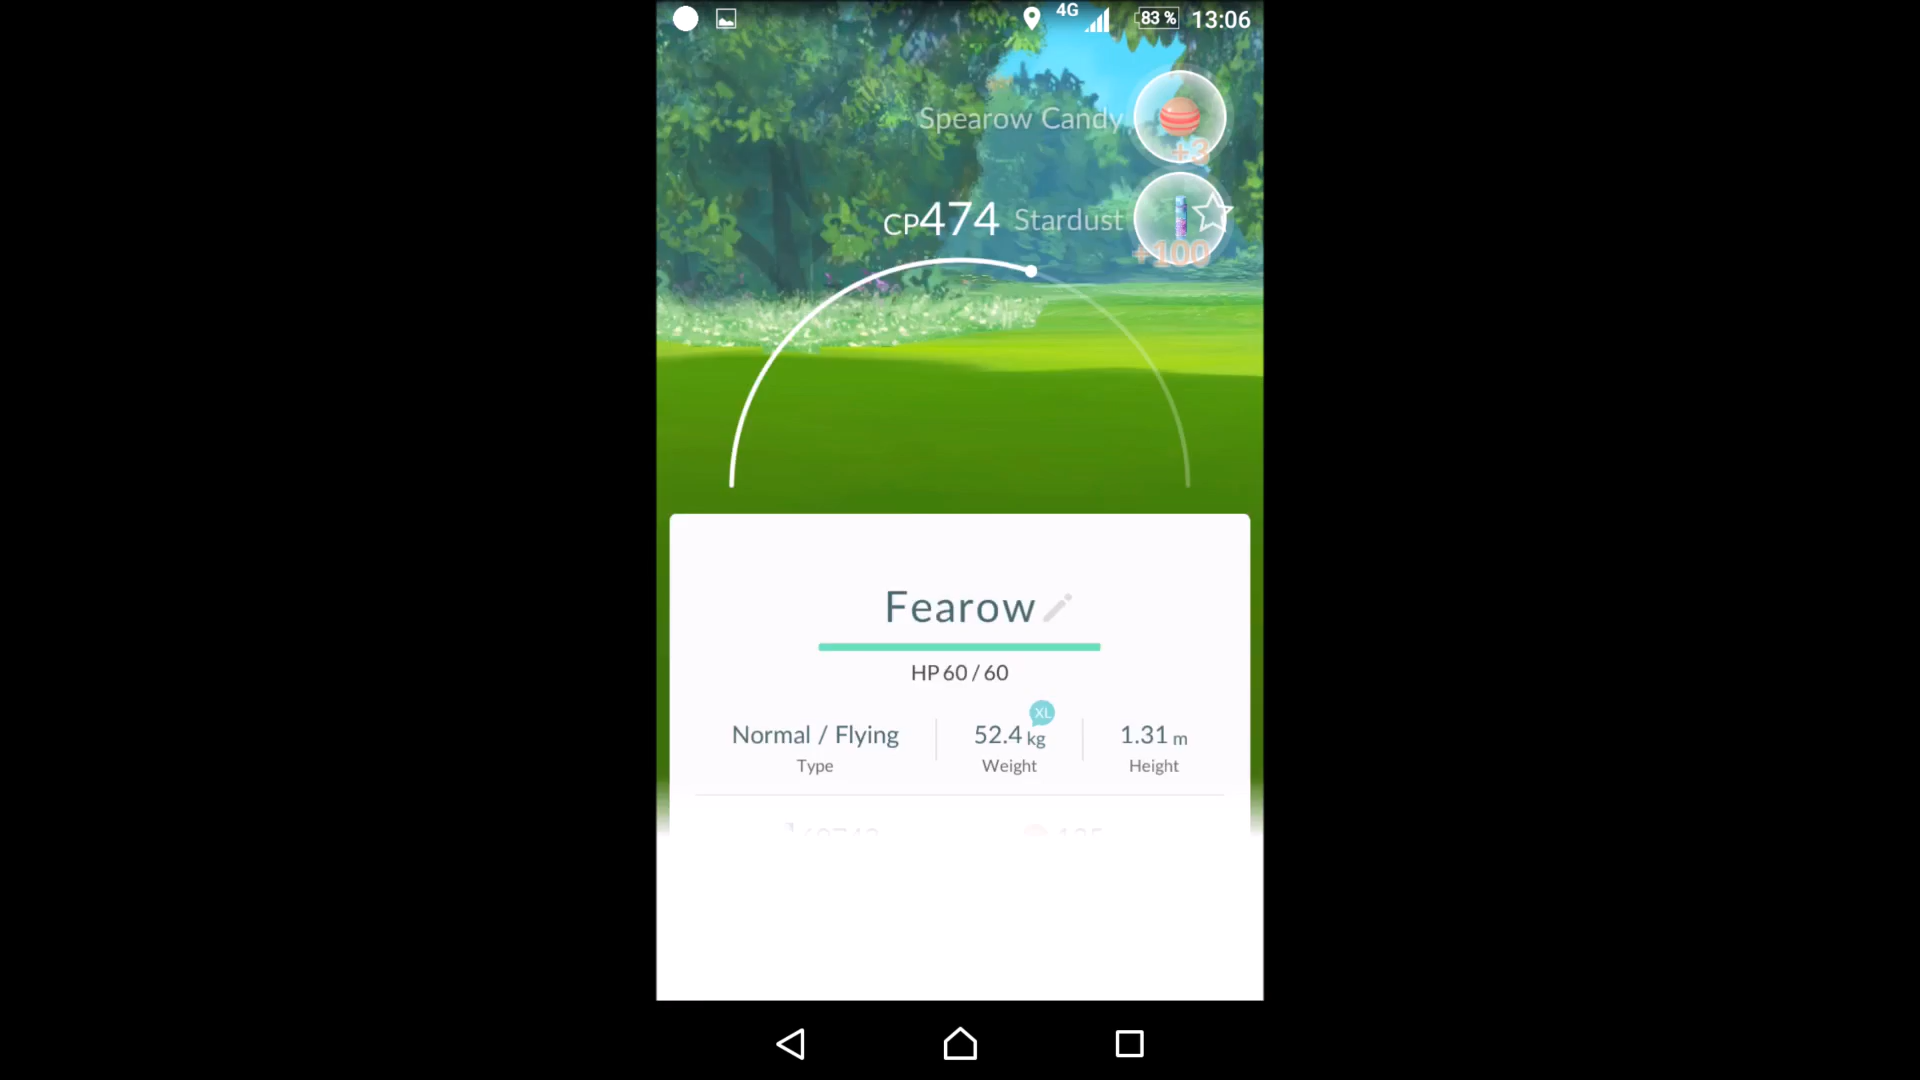 4G 83 % 13:06
Spearow Candy
+3
CP474 Stardust
+100
Fearow
HP 60 / 60
XL
Normal / Flying 52.4 kg 1.31 m
Type Weight Height